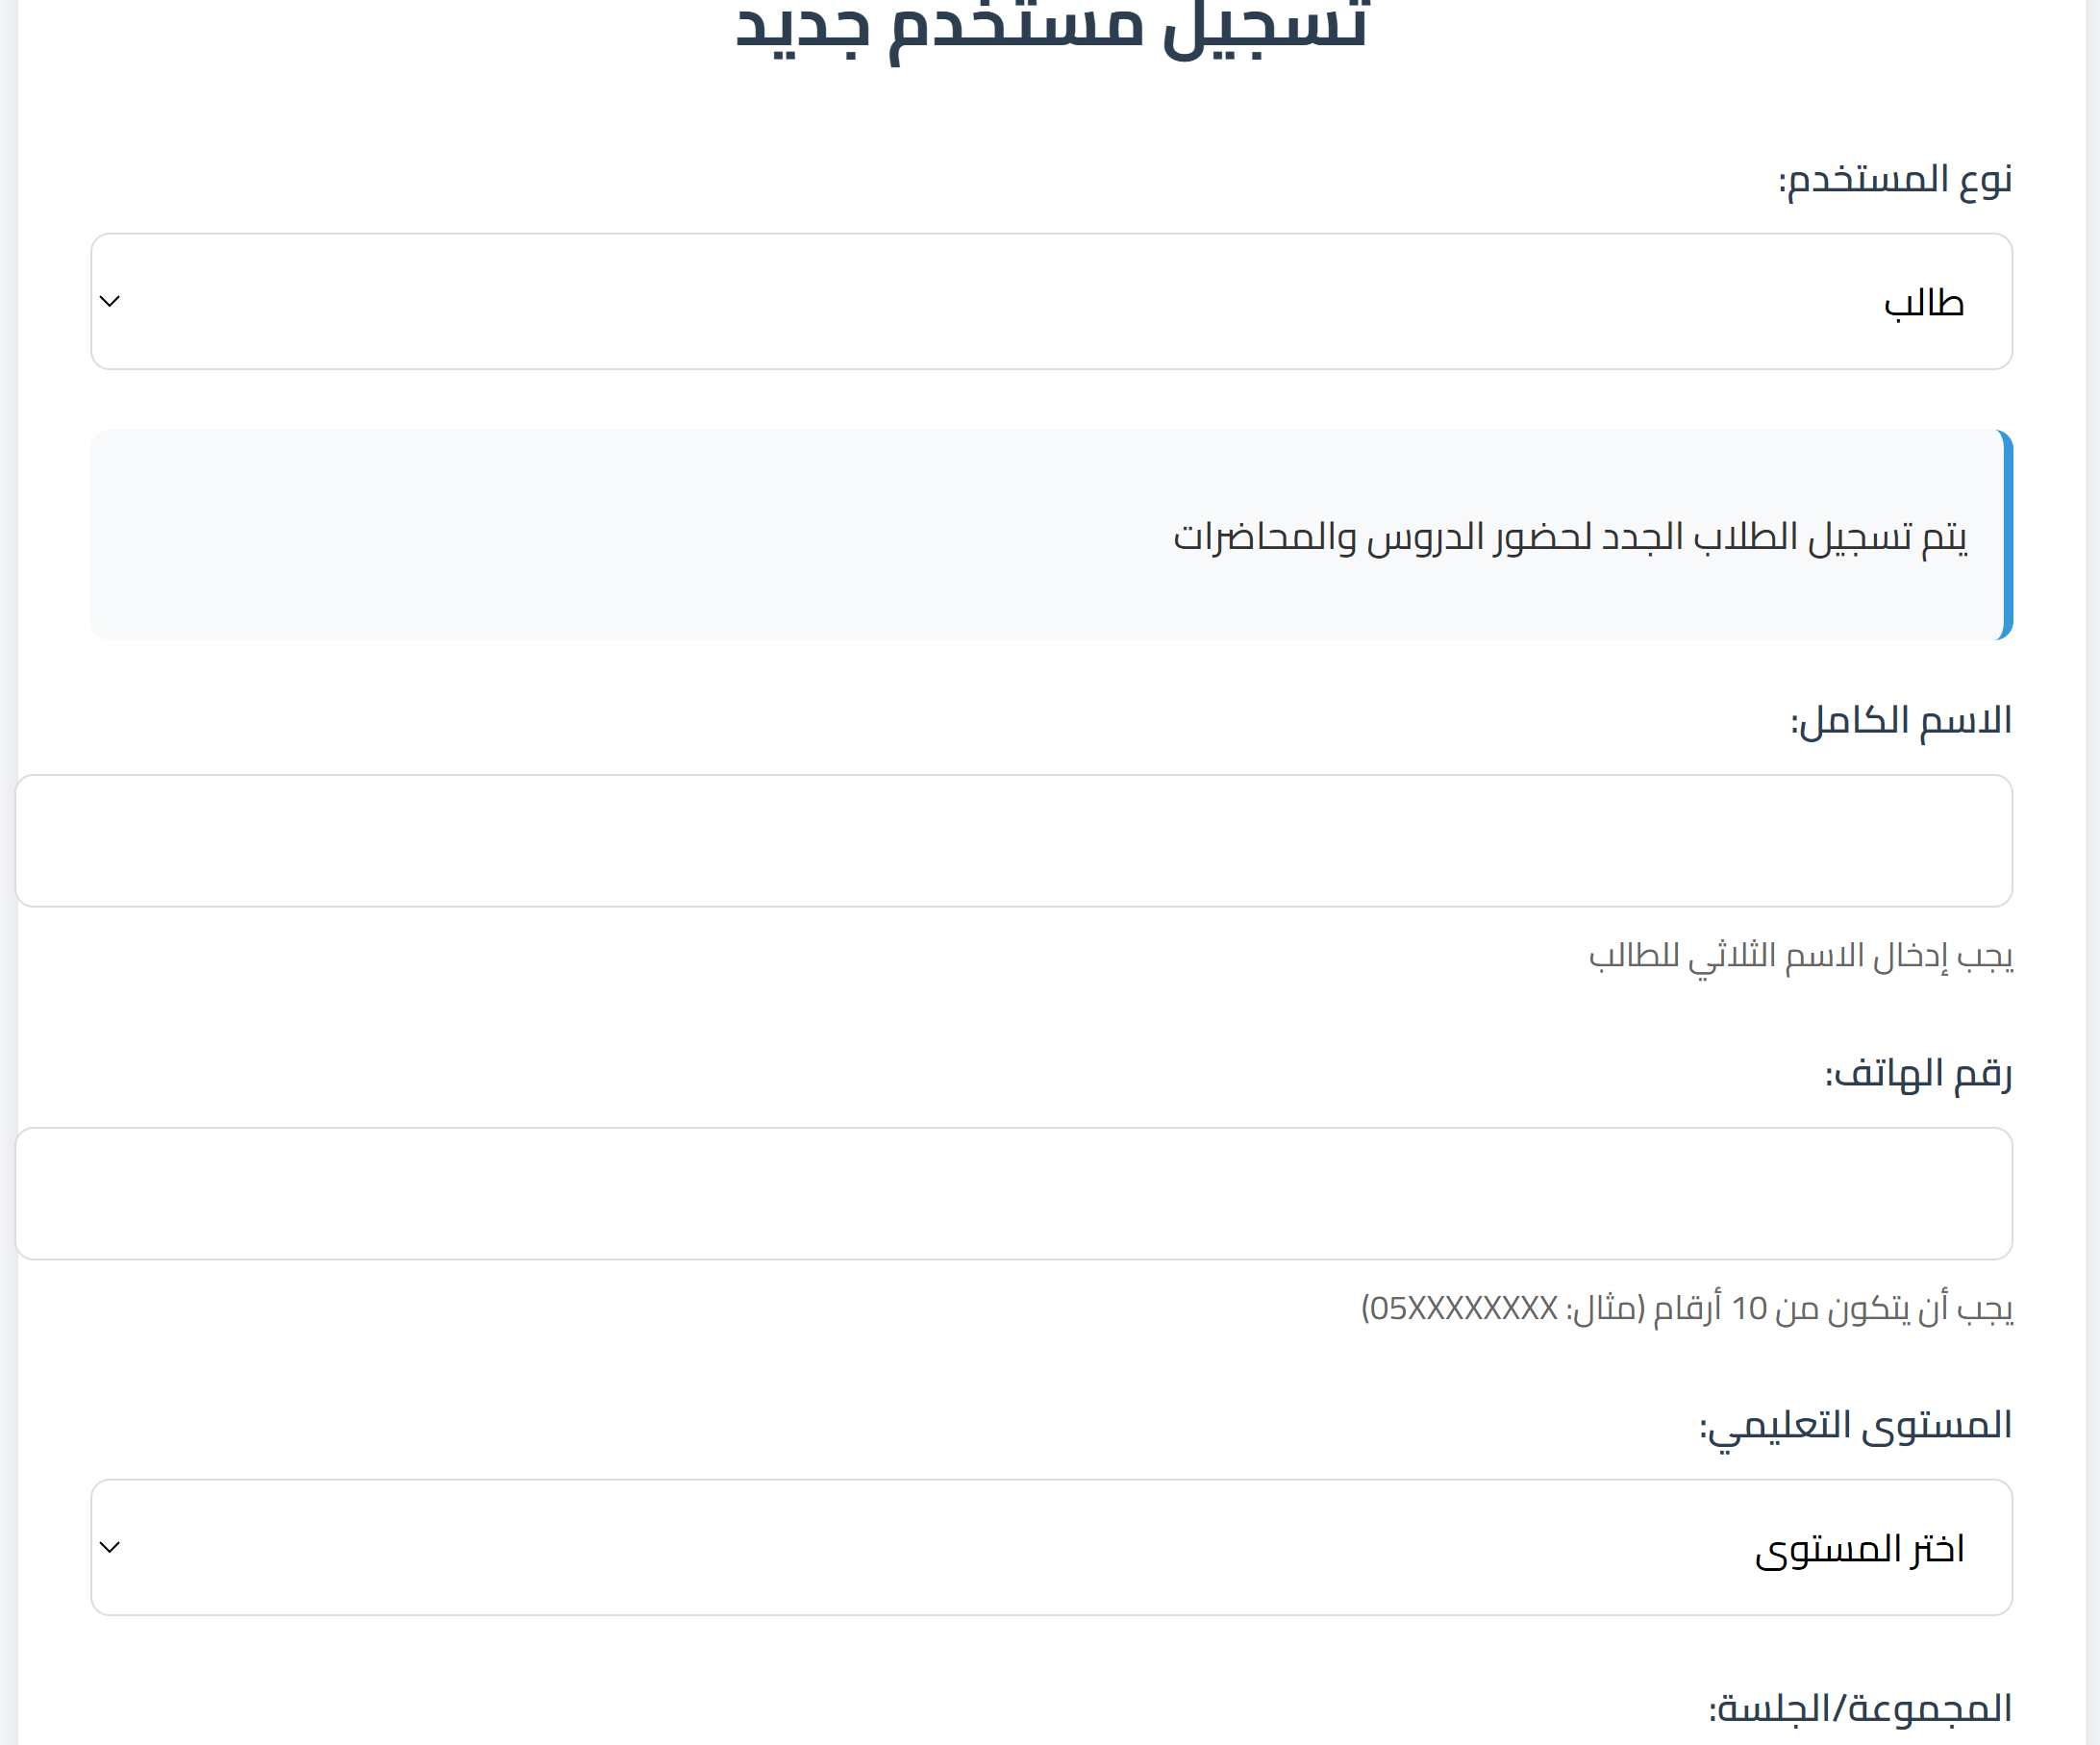 تسجيل مستخدم جديد
نوع المستخدم:
طالب
يتم تسجيل الطلاب الجدد لحضور الدروس والمحاضرات
الاسم الكامل:
يجب إدخال الاسم الثلاثي للطالب
رقم الهاتف:
يجب أن يتكون من 10 أرقام (مثال: 05XXXXXXXX)
المستوى التعليمي:
اختر المستوى
المجموعة/الجلسة: